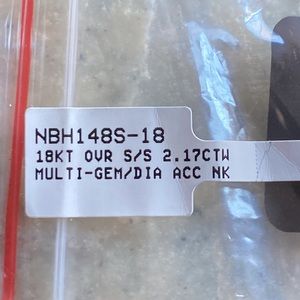 NBH148S-18
18KT OVR S/S 2.17CTW
MULTI-GEM/DIA ACC NK